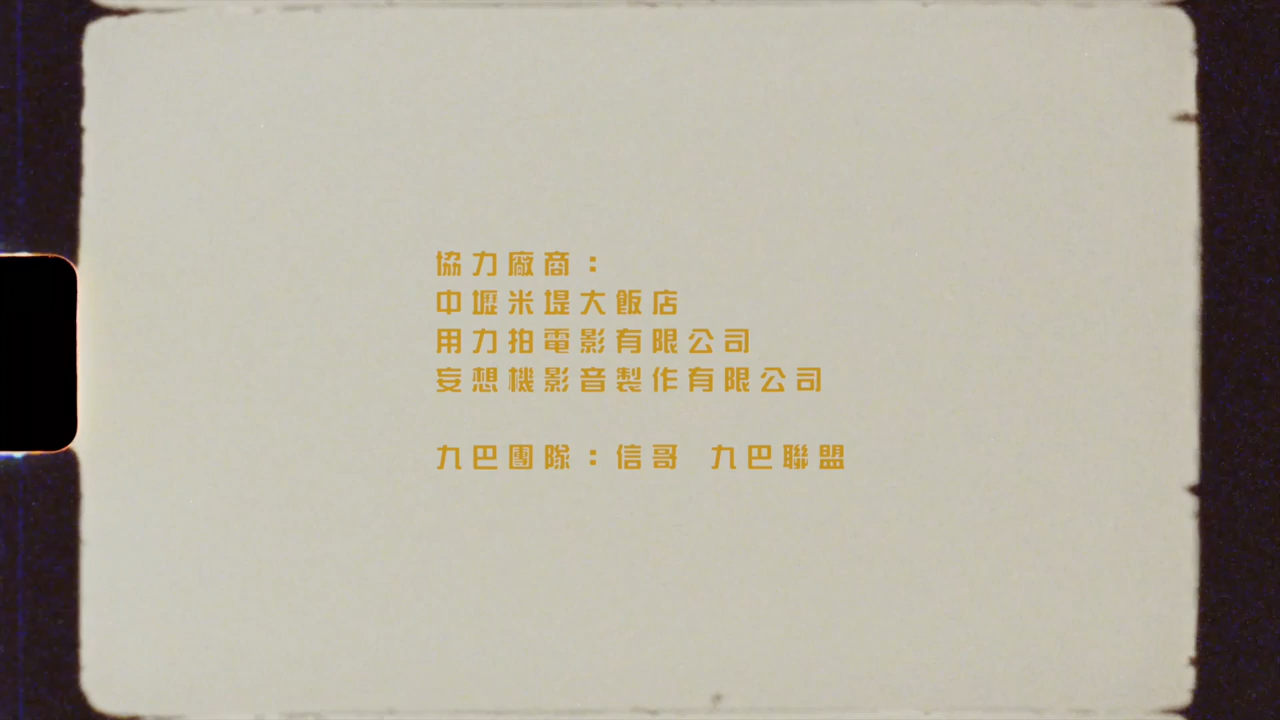 協力廠商：
中壢米堤大飯店
用力拍電影有限公司
妄想機影音製作有限公司
九巴團隊：信哥 九巴聯盟